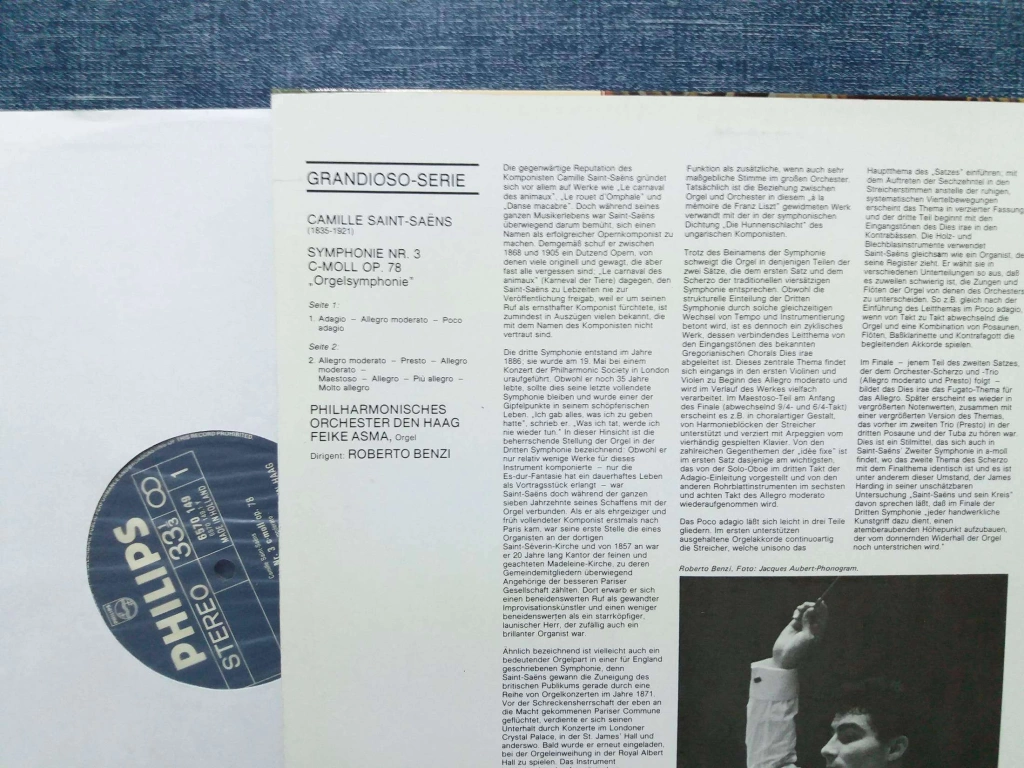 GRANDIOSO-SERIE
CAMILLE SAINT-SAËNS
(1835-1921)
SYMPHONIE NR. 3
C-MOLL OP. 78
„Orgelsymphonie"
Seite 1:
1. Adagio – Allegro moderato – Poco
adagio
Seite 2:
2. Allegro moderato – Presto – Allegro
moderato –
Maestoso – Allegro – Più allegro –
Molto allegro
PHILHARMONISCHES
ORCHESTER DEN HAAG
FEIKE ASMA, Orgel
Dirigent: ROBERTO BENZI
Die gegenwärtige Reputation des
Komponisten Camille Saint-Saëns gründet
sich vor allem auf Werke wie „Le carnaval
des animaux", „Le rouet d'Omphale" und
„Danse macabre". Doch während seines
ganzen Musikerlebens war Saint-Saëns
überwiegend darum bemüht, sich einen
Namen als erfolgreicher Opernkomponist zu
machen. Demgemäß schuf er zwischen
1868 und 1905 ein Dutzend Opern, von
denen viele originell und gewagt, die aber
fast alle vergessen sind; „Le carnaval des
animaux" (Karneval der Tiere) dagegen, den
Saint-Saëns zu Lebzeiten nie zur
Veröffentlichung freigab, weil er um seinen
Ruf als ernsthafter Komponist fürchtete, ist
zumindest in Auszügen vielen bekannt, die
mit dem Namen des Komponisten nicht
vertraut sind.
Die dritte Symphonie entstand im Jahre
1886; sie wurde am 19. Mai bei einem
Konzert der Philharmonic Society in London
uraufgeführt. Obwohl er noch 35 Jahre
lebte, sollte dies seine letzte vollendete
Symphonie bleiben und wurde einer der
Gipfelpunkte in seinem schöpferischen
Leben. „Ich gab alles, was ich zu geben
hatte", schrieb er. „Was ich tat, werde ich
nie wieder tun." In dieser Hinsicht ist die
beherrschende Stellung der Orgel in der
Dritten Symphonie bezeichnend: Obwohl er
nur relativ wenige Werke für dieses
Instrument komponierte – nur die
Es-dur-Fantasie hat ein dauerhaftes Leben
als Vortragsstück erlangt – war
Saint-Saëns doch während der ganzen
sieben Jahrzehnte seines Schaffens mit der
Orgel verbunden. Als er als ehrgeiziger und
früh vollendeter Komponist erstmals nach
Paris kam, war seine erste Stelle die eines
Organisten an der dortigen
Saint-Séverin-Kirche und von 1857 an war
er 20 Jahre lang Kantor der feinen und
geachteten Madeleine-Kirche, zu deren
Gemeindemitgliedern überwiegend
Angehörige der besseren Pariser
Gesellschaft zählten. Dort erwarb er sich
einen beneidenswerten Ruf als gewandter
Improvisationskünstler und einen weniger
beneidenswerten als ein starrköpfiger,
launischer Herr, der zufällig auch ein
brillanter Organist war.
Ähnlich bezeichnend ist vielleicht auch ein
bedeutender Orgelpart in einer für England
geschriebenen Symphonie, denn
Saint-Saëns gewann die Zuneigung des
britischen Publikums gerade durch eine
Reihe von Orgelkonzerten im Jahre 1871.
Vor der Schreckensherrschaft der eben an
die Macht gekommenen Pariser Commune
geflüchtet, verdiente er sich seinen
Unterhalt durch Konzerte im Londoner
Crystal Palace, in der St. James' Hall und
anderswo. Bald wurde er erneut eingeladen,
bei der Orgeleinweihung in der Royal Albert
Hall zu spielen. Das Instrument
Funktion als zusätzliche, wenn auch sehr
maßgebliche Stimme im großen Orchester.
Tatsächlich ist die Beziehung zwischen
Orgel und Orchester in diesem „à la
mémoire de Franz Liszt" gewidmeten Werk
verwandt mit der in der symphonischen
Dichtung „Die Hunnenschlacht" des
ungarischen Komponisten.
Trotz des Beinamens der Symphonie
schweigt die Orgel in denjenigen Teilen der
zwei Sätze, die dem ersten Satz und dem
Scherzo der traditionellen viersätzigen
Symphonie entsprechen. Obwohl die
strukturelle Einteilung der Dritten
Symphonie durch solche gleichzeitigen
Wechsel von Tempo und Instrumentierung
betont wird, ist es dennoch ein zyklisches
Werk, dessen verbindendes Leitthema von
den Eingangstönen des bekannten
Gregorianischen Chorals Dies irae
abgeleitet ist. Dieses zentrale Thema findet
sich eingangs in den ersten Violinen und
Violen zu Beginn des Allegro moderato und
wird im Verlauf des Werkes vielfach
verarbeitet. Im Maestoso-Teil am Anfang
des Finale (abwechselnd 9/4- und 6/4-Takt)
erscheint es z.B. in choralartiger Gestalt,
von Harmonieblöcken der Streicher
unterstützt und verziert mit Arpeggien vom
vierhändig gespielten Klavier. Von den
zahlreichen Gegenthemen der „idée fixe" ist
im ersten Satz dasjenige am wichtigsten,
das von der Solo-Oboe im dritten Takt der
Adagio-Einleitung vorgestellt und von den
anderen Rohrblattinstrumenten im sechsten
und achten Takt des Allegro moderato
wiederaufgenommen wird.
Das Poco adagio läßt sich leicht in drei Teile
gliedern. Im ersten unterstützen
ausgehaltene Orgelakkorde continuoartig
die Streicher, welche unisono das
Hauptthema des „Satzes" einführen; mit
dem Auftreten der Sechzehntel in den
Streicherstimmen anstelle der ruhigen,
systematischen Viertelbewegungen
erscheint das Thema in verzierter Fassung
und der dritte Teil beginnt mit den
Eingangstönen des Dies irae in den
Kontrabässen. Die Holz- und
Blechblasinstrumente verwendet
Saint-Saëns gleichsam wie ein Organist, de
seine Register zieht. Er wählt sie in
verschiedenen Unterteilungen so aus, daß
es zuweilen schwierig ist, die Zungen und
Flöten der Orgel von denen des Orchesters
zu unterscheiden. So z.B. gleich nach der
Einführung des Leitthemas im Poco adagio,
wenn von Takt zu Takt abwechselnd die
Orgel und eine Kombination von Posaunen,
Flöten, Baßklarinette und Kontrafagott die
begleitenden Akkorde spielen.
Im Finale – jenem Teil des zweiten Satzes,
der dem Orchester-Scherzo und -Trio
(Allegro moderato und Presto) folgt –
bildet das Dies irae das Fugato-Thema für
das Allegro. Später erscheint es wieder in
vergrößerten Notenwerten, zusammen mit
einer vergrößerten Version des Themas,
das vorher im zweiten Trio (Presto) in der
dritten Posaune und der Tuba zu hören war.
Dies ist ein Stilmittel, das sich auch in
Saint-Saëns' Zweiter Symphonie in a-moll
findet, wo das zweite Thema des Scherzo
mit dem Finalthema identisch ist und es ist
unter anderem dieser Umstand, der James
Harding in seiner unschätzbaren
Untersuchung „Saint-Saëns und sein Kreis"
davon sprechen läßt, daß im Finale der
Dritten Symphonie „jeder handwerkliche
Kunstgriff dazu dient, einen
atemberaubenden Höhepunkt aufzubauen,
der vom donnernden Widerhall der Orgel
noch unterstrichen wird."
Roberto Benzi. Foto: Jacques Aubert-Phonogram.
PHILIPS
STEREO 33⅓
6570 149 1
MADE IN HOLLAND
Nr. 3 c-moll, op. 78
HAAG